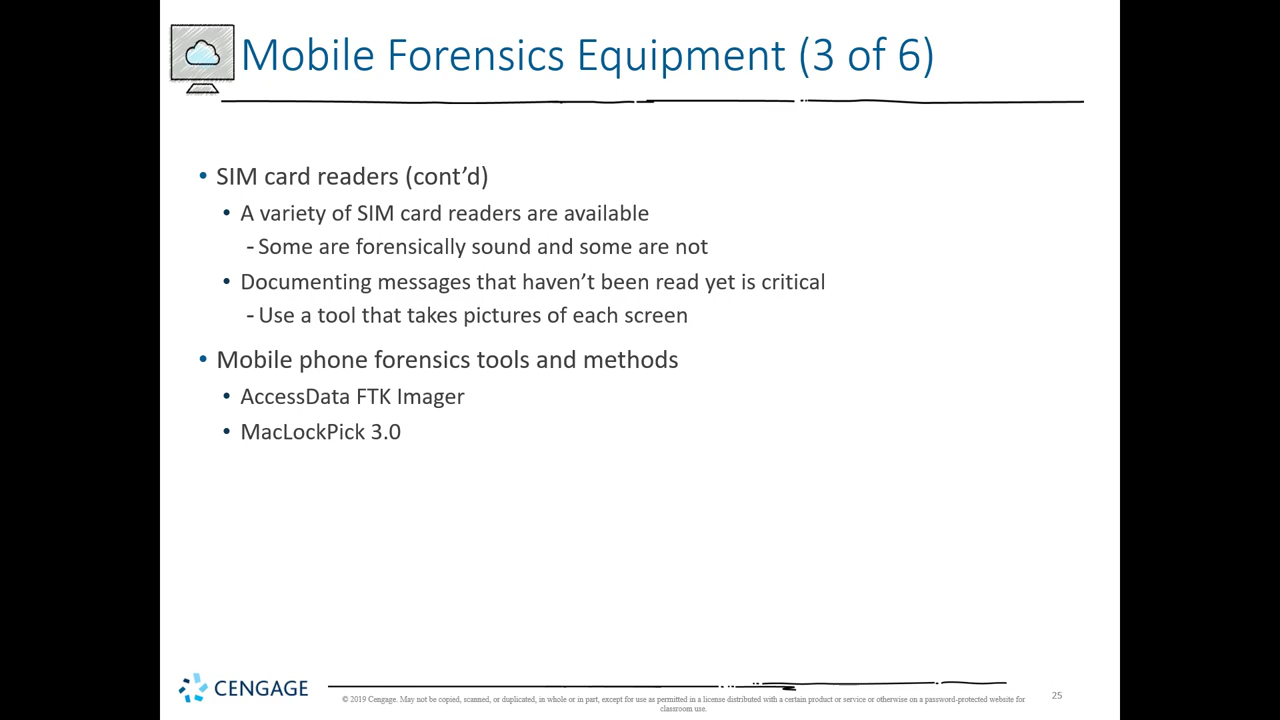 Mobile Forensics Equipment (3 of 6)
• SIM card readers (cont’d)
• A variety of SIM card readers are available
- Some are forensically sound and some are not
• Documenting messages that haven’t been read yet is critical
- Use a tool that takes pictures of each screen
• Mobile phone forensics tools and methods
• AccessData FTK Imager
• MacLockPick 3.0
CENGAGE
© 2019 Cengage. May not be copied, scanned, or duplicated, in whole or in part, except for use as permitted in a license distributed with a certain product or service or otherwise on a password-protected website for
classroom use.
25